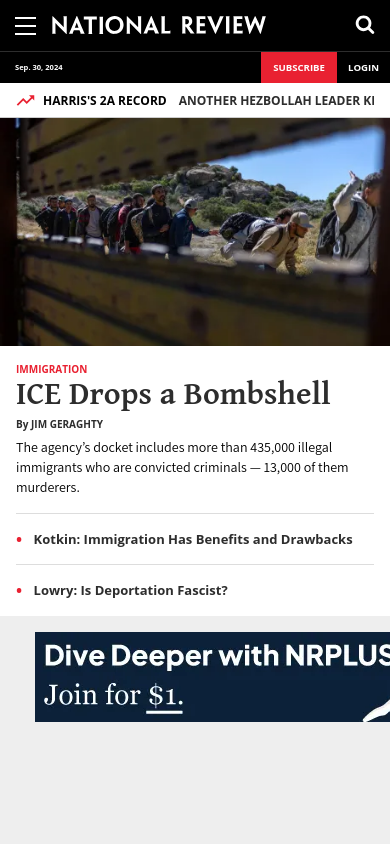 NATIONAL REVIEW
Sep. 30, 2024
SUBSCRIBE
LOGIN
HARRIS'S 2A RECORD ANOTHER HEZBOLLAH LEADER
IMMIGRATION
ICE Drops a Bombshell
By JIM GERAGHTY
The agency’s docket includes more than 435,000 illegal
immigrants who are convicted criminals — 13,000 of them
murderers.
Kotkin: Immigration Has Benefits and Drawbacks
Lowry: Is Deportation Fascist?
Dive Deeper with NRPLUS
Join for $1.